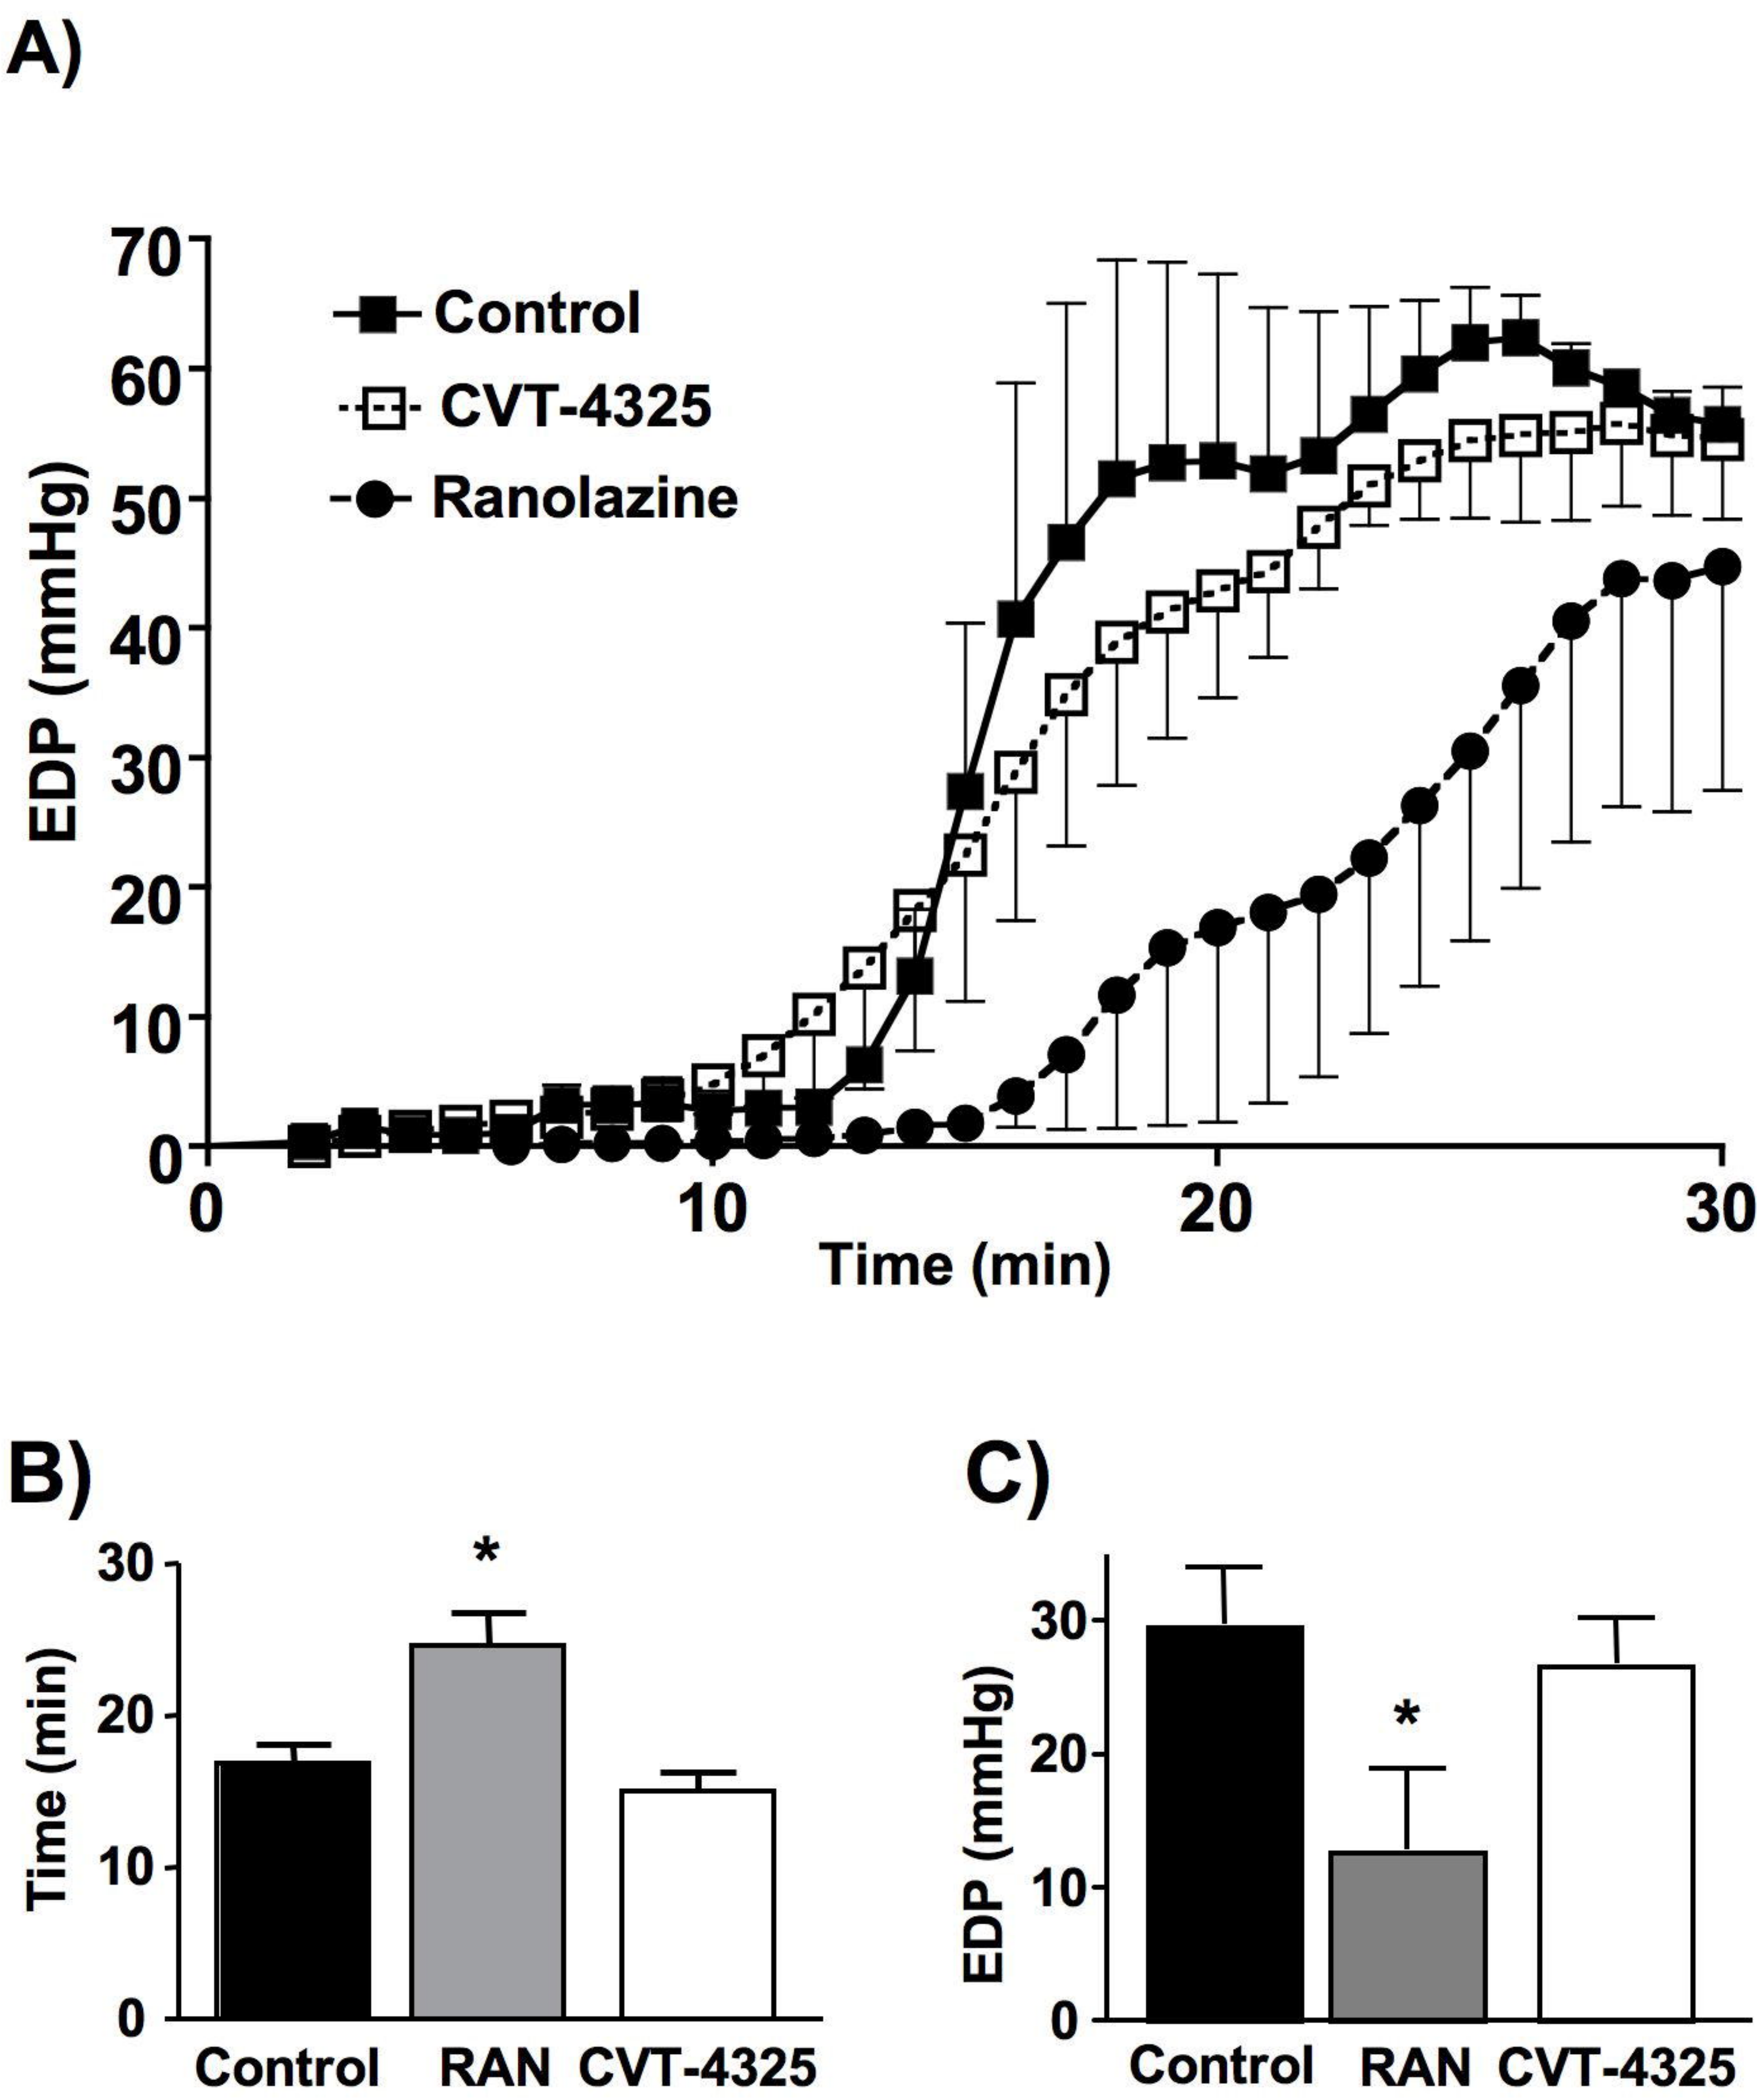 A)
70
60
50
40
30
20
10
0
EDP (mmHg)
Control
CVT-4325
Ranolazine
0 10 20 30
Time (min)
B)
30
20
10
0
Time (min)
*
Control RAN CVT-4325
C)
30
20
10
0
EDP (mmHg)
*
Control RAN CVT-4325